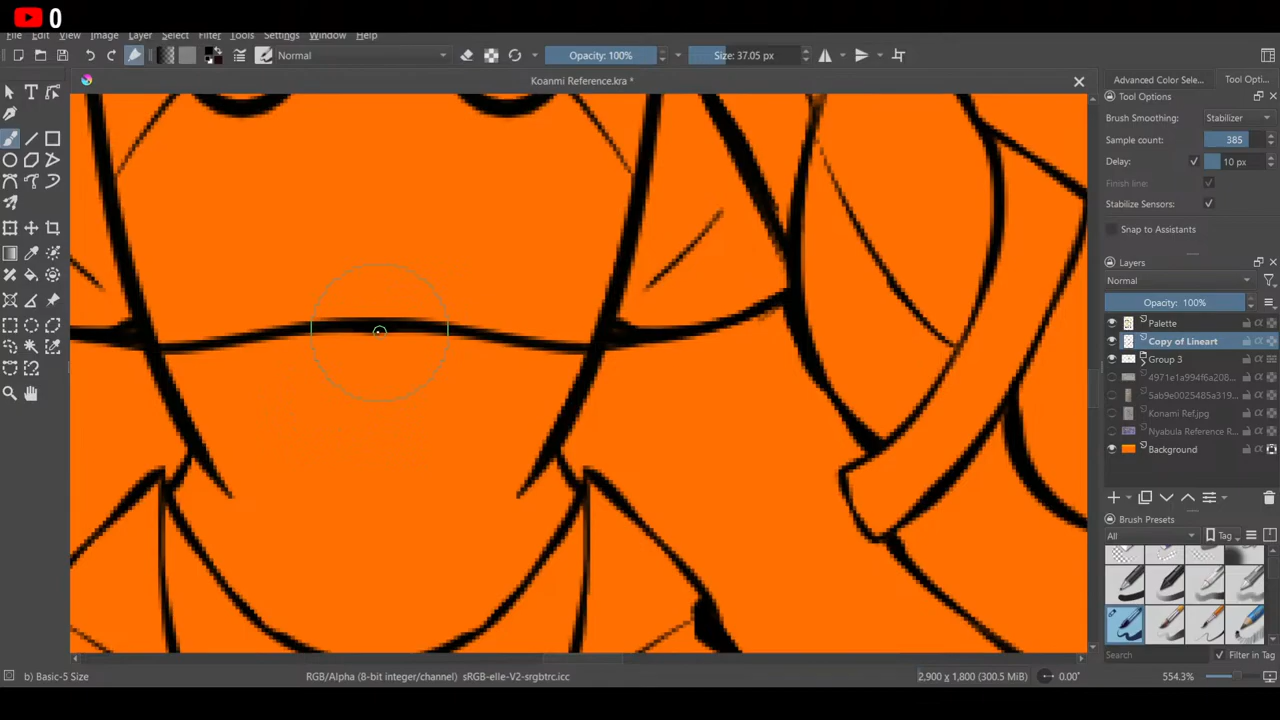 0
File Edit View Image Layer Select Filter Tools Settings Window Help
Normal
Opacity: 100%
Size: 37.05 px
Koanmi Reference.kra *
Advanced Color Sele...
Tool Opti...
Tool Options
Brush Smoothing:
Stabilizer
Sample count:
385
Delay:
10 px
Finish line:
Stabilize Sensors:
Snap to Assistants
Layers
Normal
Opacity: 100%
Palette
Copy of Lineart
Group 3
4971e1a994f6a208...
5ab9e0025485a319...
Konami Ref.jpg
Nyabula Reference R...
Background
Brush Presets
All
Tag
Search
Filter in Tag
b) Basic-5 Size
RGB/Alpha (8-bit integer/channel) sRGB-elle-V2-srgbtrc.icc
2,900 x 1,800 (300.5 MiB)
0.00°
554.3%